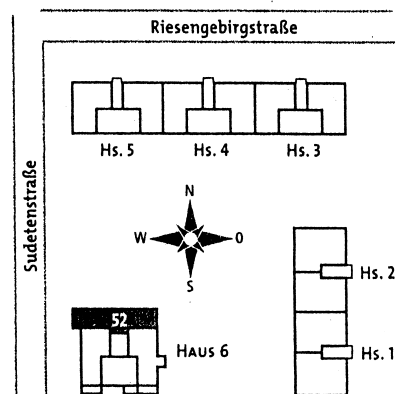 Riesengebirgstraße
Hs. 5
Hs. 4
Hs. 3
Sudetenstraße
N
W
O
S
Hs. 2
52
HAUS 6
Hs. 1